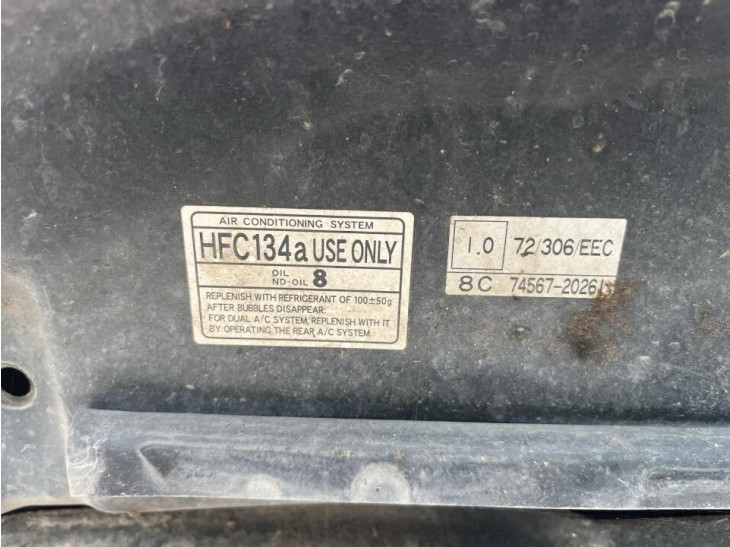 AIR CONDITIONING SYSTEM
HFC134a USE ONLY
OIL
ND-OIL 8
REPLENISH WITH REFRIGERANT OF 100±50g
AFTER BUBBLES DISAPPEAR.
FOR DUAL A/C SYSTEM, REPLENISH WITH IT
BY OPERATING THE REAR A/C SYSTEM.
1.0 72/306/EEC
8C 74567-20261